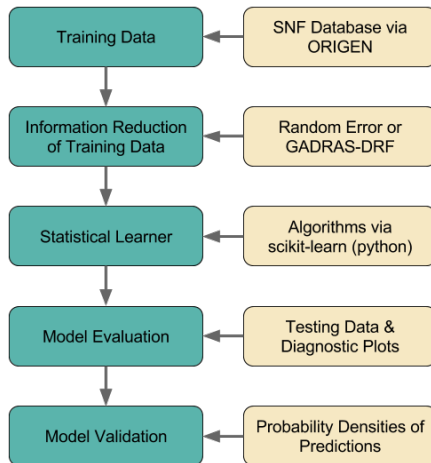 Training Data
SNF Database via
ORIGEN
Information Reduction
of Training Data
Random Error or
GADRAS-DRF
Statistical Learner
Algorithms via
scikit-learn (python)
Model Evaluation
Testing Data &
Diagnostic Plots
Model Validation
Probability Densities of
Predictions